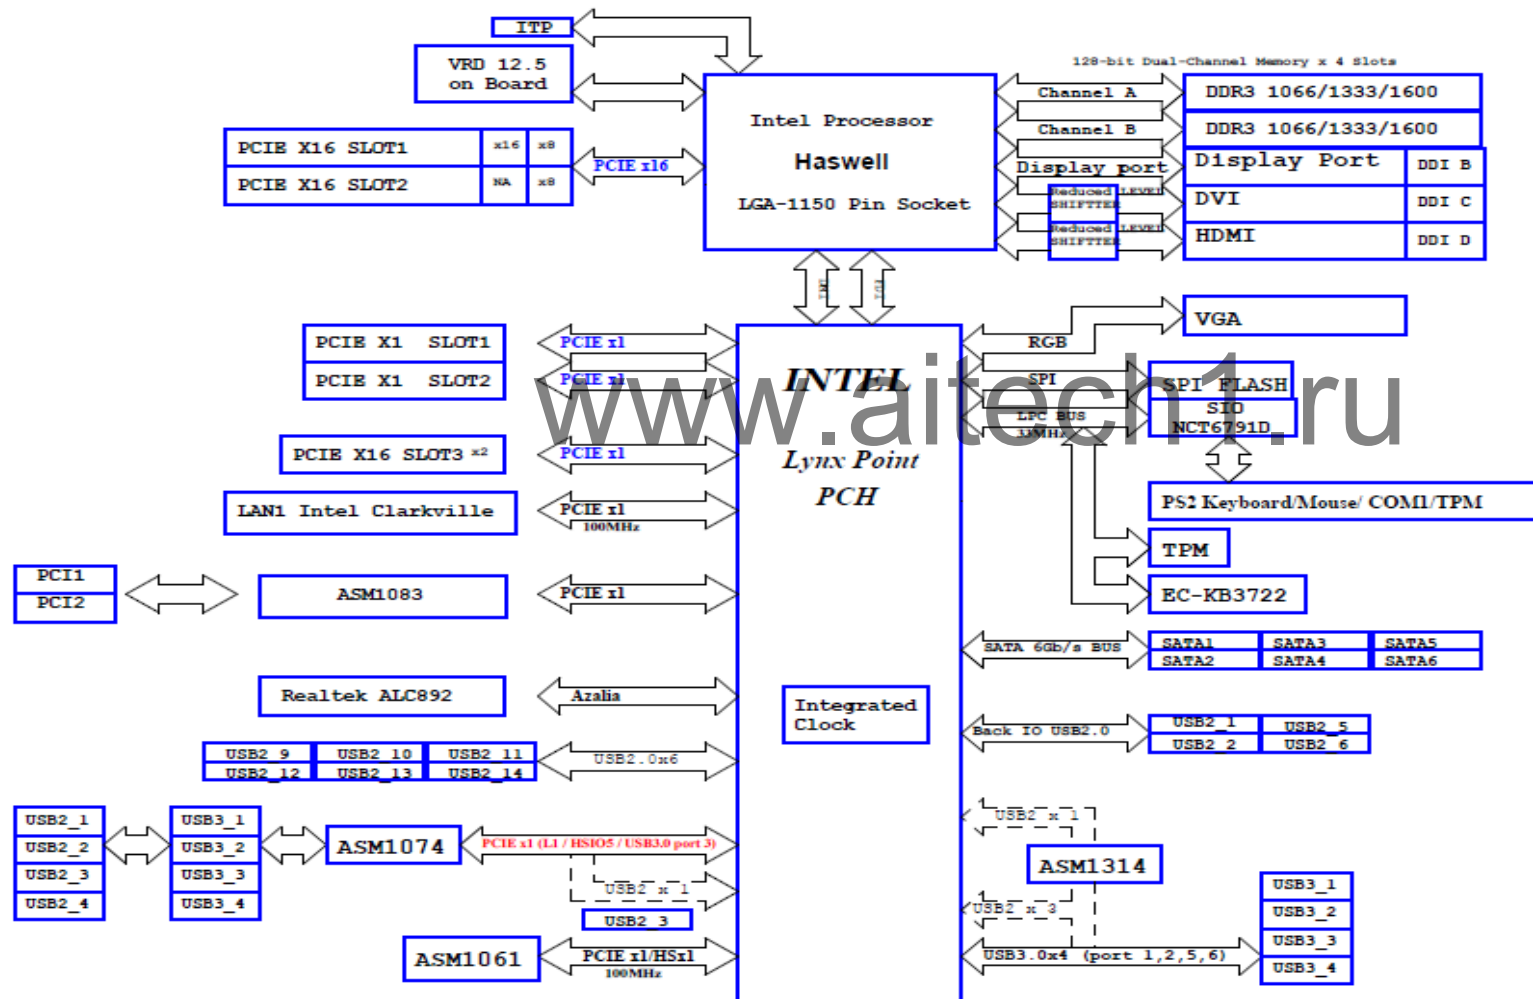 ITP
VRD 12.5
on Board
128-bit Dual-Channel Memory x 4 Slots
Channel A
DDR3 1066/1333/1600
Channel B
DDR3 1066/1333/1600
Intel Processor
Haswell
LGA-1150 Pin Socket
PCIE X16 SLOT1 x16 x8
PCIE X16 SLOT2 NA x8
PCIE x16
Display port
Display Port DDI B
Reduced LEVEL
SHIFTTER
DVI DDI C
Reduced LEVEL
SHIFTTER
HDMI DDI D
DMI
FDI
PCIE X1 SLOT1
PCIE x1
PCIE X1 SLOT2
PCIE x1
INTEL
Lynx Point
PCH
RGB
VGA
SPI
SPI FLASH
LPC BUS
33MHz
SIO
NCT6791D
www.aitech1.ru
PCIE X16 SLOT3 x2
PCIE x1
LAN1 Intel Clarkville
PCIE x1
100MHz
PS2 Keyboard/Mouse/ COM1/TPM
TPM
EC-KB3722
PCI1
PCI2
ASM1083
PCIE x1
SATA 6Gb/s BUS
SATA1 SATA3 SATA5
SATA2 SATA4 SATA6
Realtek ALC892
Azalia
Integrated
Clock
Back IO USB2.0
USB2_1 USB2_5
USB2_2 USB2_6
USB2_9 USB2_10 USB2_11
USB2_12 USB2_13 USB2_14
USB2.0x6
USB2_1
USB2_2
USB2_3
USB2_4
USB3_1
USB3_2
USB3_3
USB3_4
ASM1074
PCIE x1 (L1 / HSIO5 / USB3.0 port 3)
USB2 x 1
USB2_3
ASM1061
PCIE x1/HSx1
100MHz
USB2 x 1
ASM1314
USB2 x 3
USB3.0x4 (port 1,2,5,6)
USB3_1
USB3_2
USB3_3
USB3_4